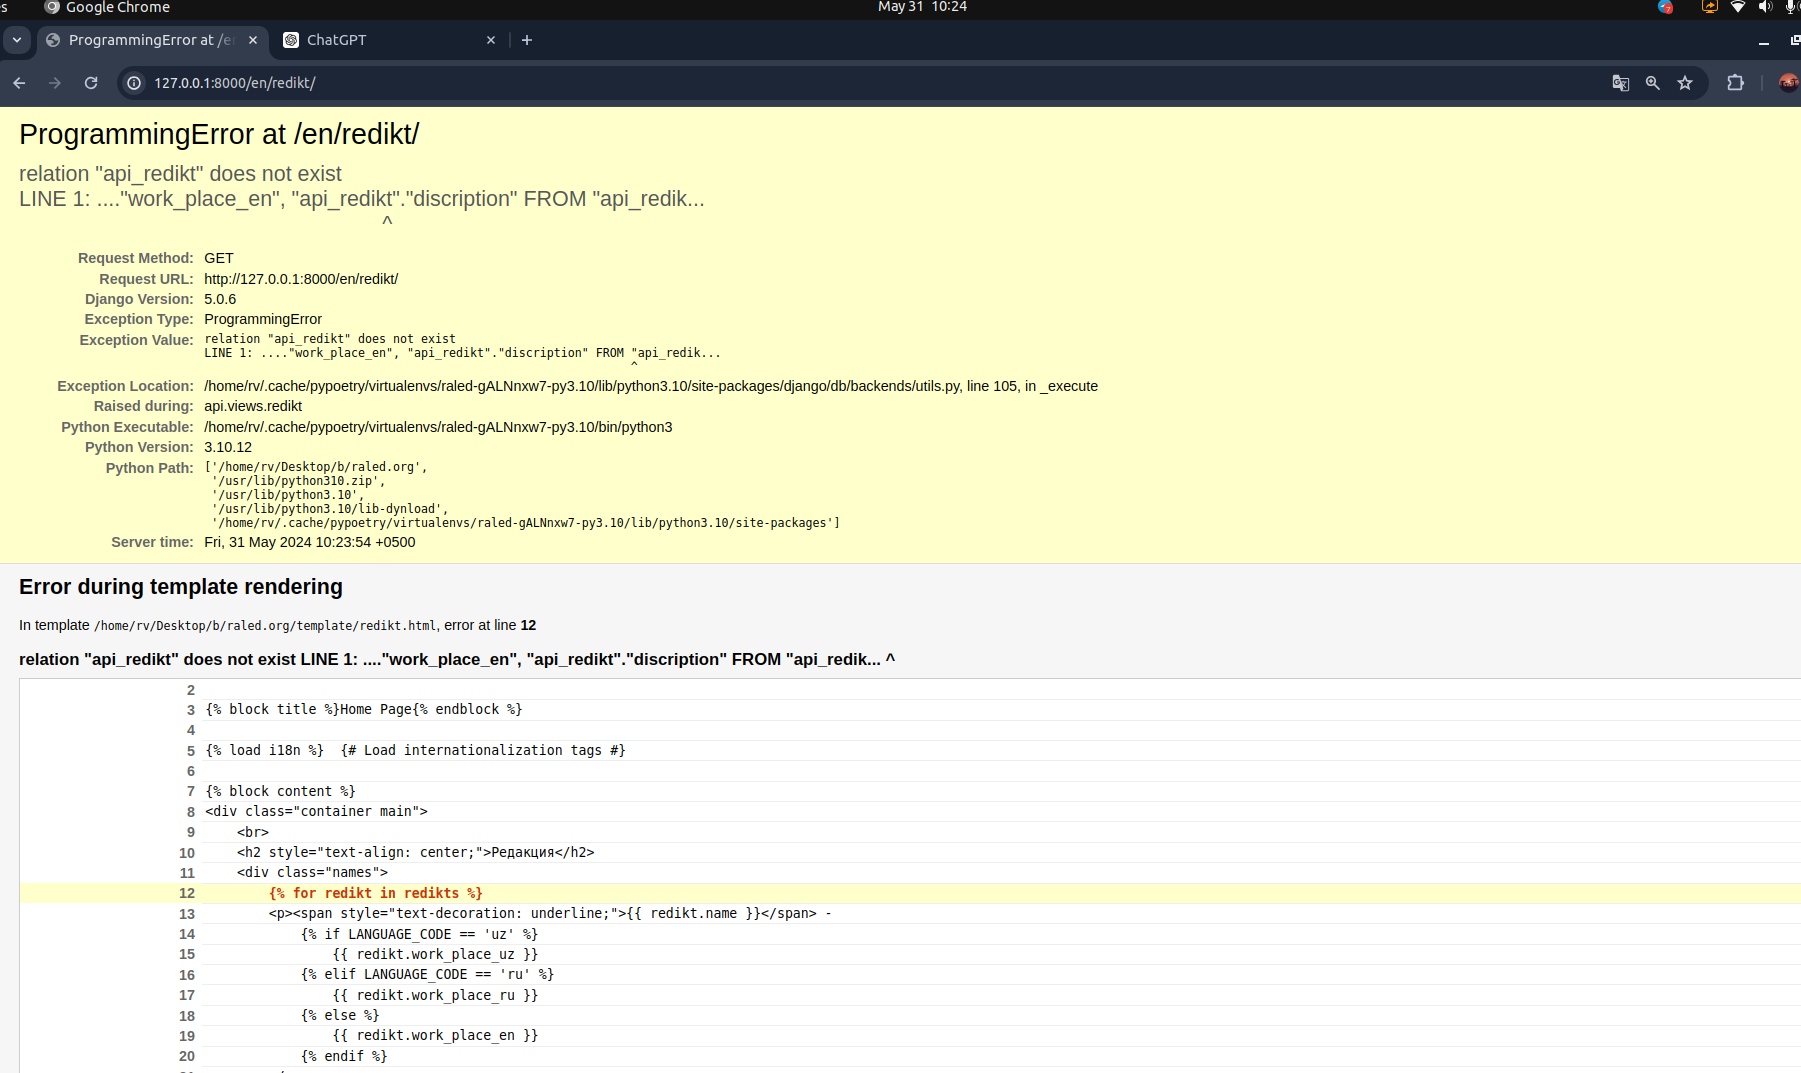 Google Chrome
May 31 10:24
ProgrammingError at /e
ChatGPT
127.0.0.1:8000/en/redikt/
ProgrammingError at /en/redikt/
relation "api_redikt" does not exist
LINE 1: ...."work_place_en", "api_redikt"."discription" FROM "api_redik...
^
Request Method: GET
Request URL: http://127.0.0.1:8000/en/redikt/
Django Version: 5.0.6
Exception Type: ProgrammingError
Exception Value: relation "api_redikt" does not exist
LINE 1: ...."work_place_en", "api_redikt"."discription" FROM "api_redik...
^
Exception Location: /home/rv/.cache/pypoetry/virtualenvs/raled-gALNnxw7-py3.10/lib/python3.10/site-packages/django/db/backends/utils.py, line 105, in _execute
Raised during: api.views.redikt
Python Executable: /home/rv/.cache/pypoetry/virtualenvs/raled-gALNnxw7-py3.10/bin/python3
Python Version: 3.10.12
Python Path: ['/home/rv/Desktop/b/raled.org',
'/usr/lib/python310.zip',
'/usr/lib/python3.10',
'/usr/lib/python3.10/lib-dynload',
'/home/rv/.cache/pypoetry/virtualenvs/raled-gALNnxw7-py3.10/lib/python3.10/site-packages']
Server time: Fri, 31 May 2024 10:23:54 +0500
Error during template rendering
In template /home/rv/Desktop/b/raled.org/template/redikt.html, error at line 12
relation "api_redikt" does not exist LINE 1: ...."work_place_en", "api_redikt"."discription" FROM "api_redik... ^
2
3 {% block title %}Home Page{% endblock %}
4
5 {% load i18n %}  {# Load internationalization tags #}
6
7 {% block content %}
8 <div class="container main">
9 <br>
10 <h2 style="text-align: center;">Редакция</h2>
11 <div class="names">
12 {% for redikt in redikts %}
13 <p><span style="text-decoration: underline;">{{ redikt.name }}</span> -
14 {% if LANGUAGE_CODE == 'uz' %}
15 {{ redikt.work_place_uz }}
16 {% elif LANGUAGE_CODE == 'ru' %}
17 {{ redikt.work_place_ru }}
18 {% else %}
19 {{ redikt.work_place_en }}
20 {% endif %}